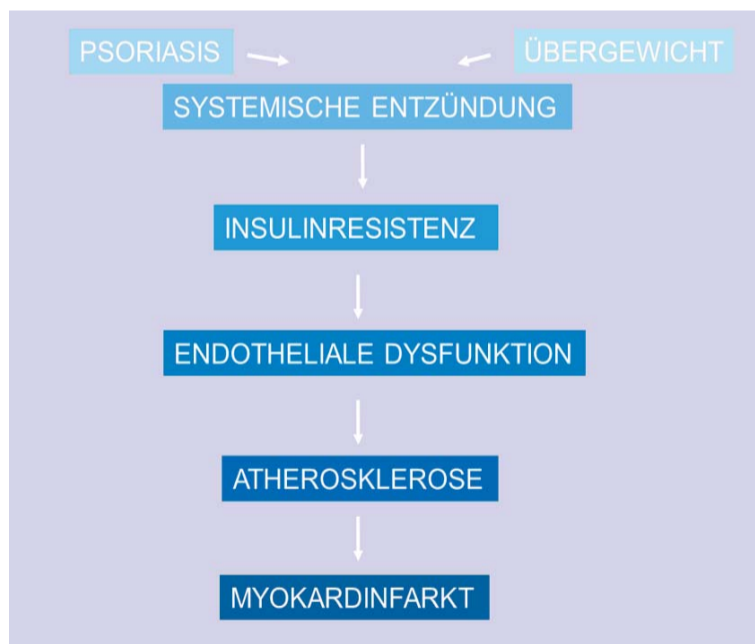 PSORIASIS
ÜBERGEWICHT
SYSTEMISCHE ENTZÜNDUNG
INSULINRESISTENZ
ENDOTHELIALE DYSFUNKTION
ATHEROSKLEROSE
MYOKARDINFARKT